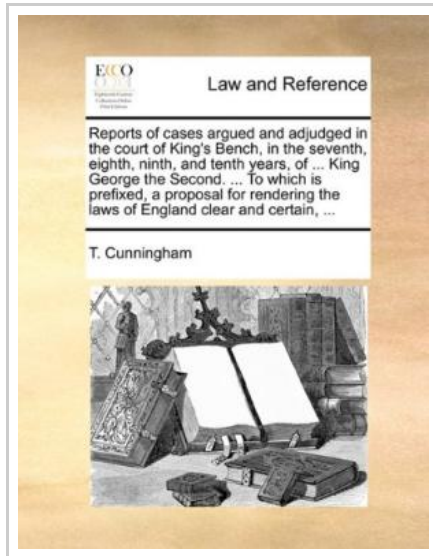 ECCO
Law and Reference
Reports of cases argued and adjudged in
the court of King's Bench, in the seventh,
eighth, ninth, and tenth years, of ... King
George the Second. ... To which is
prefixed, a proposal for rendering the
laws of England clear and certain, ...
T. Cunningham